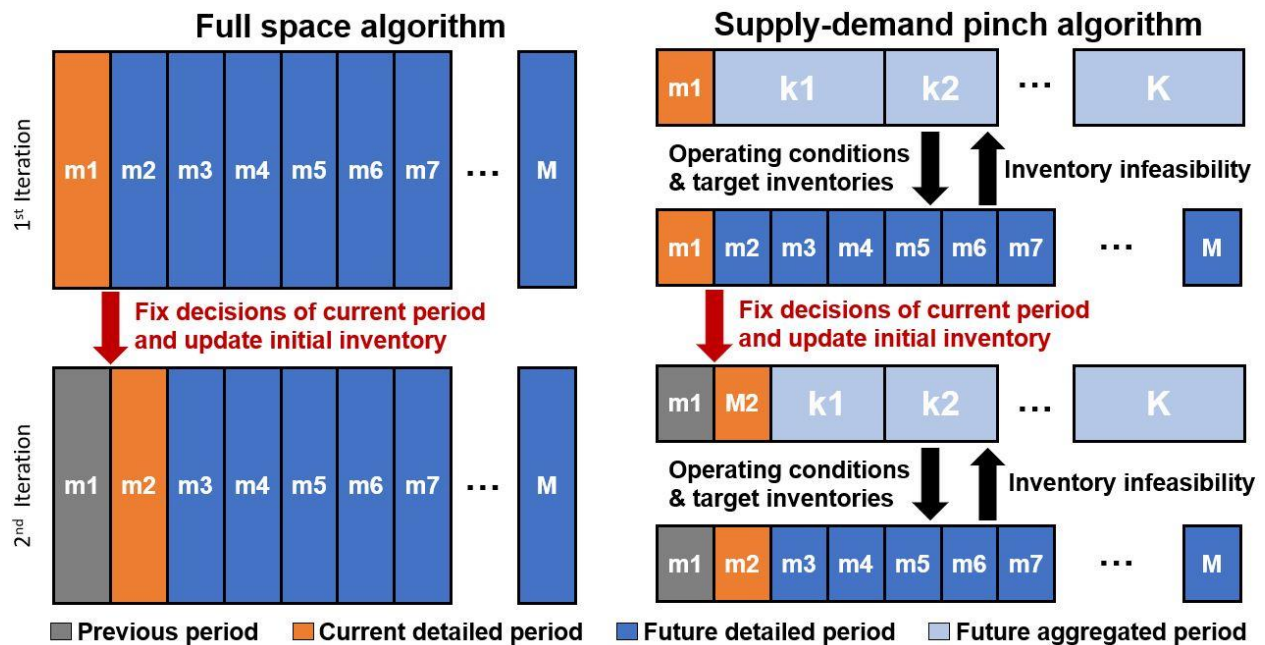 Full space algorithm
1st Iteration
m1 m2 m3 m4 m5 m6 m7 ... M
Fix decisions of current period
and update initial inventory
2nd Iteration
m1 m2 m3 m4 m5 m6 m7 ... M
Supply-demand pinch algorithm
m1 k1 k2 ... K
Operating conditions
& target inventories
Inventory infeasibility
m1 m2 m3 m4 m5 m6 m7 ... M
Fix decisions of current period
and update initial inventory
m1 M2 k1 k2 ... K
Operating conditions
& target inventories
Inventory infeasibility
m1 m2 m3 m4 m5 m6 m7 ... M
Previous period Current detailed period Future detailed period Future aggregated period